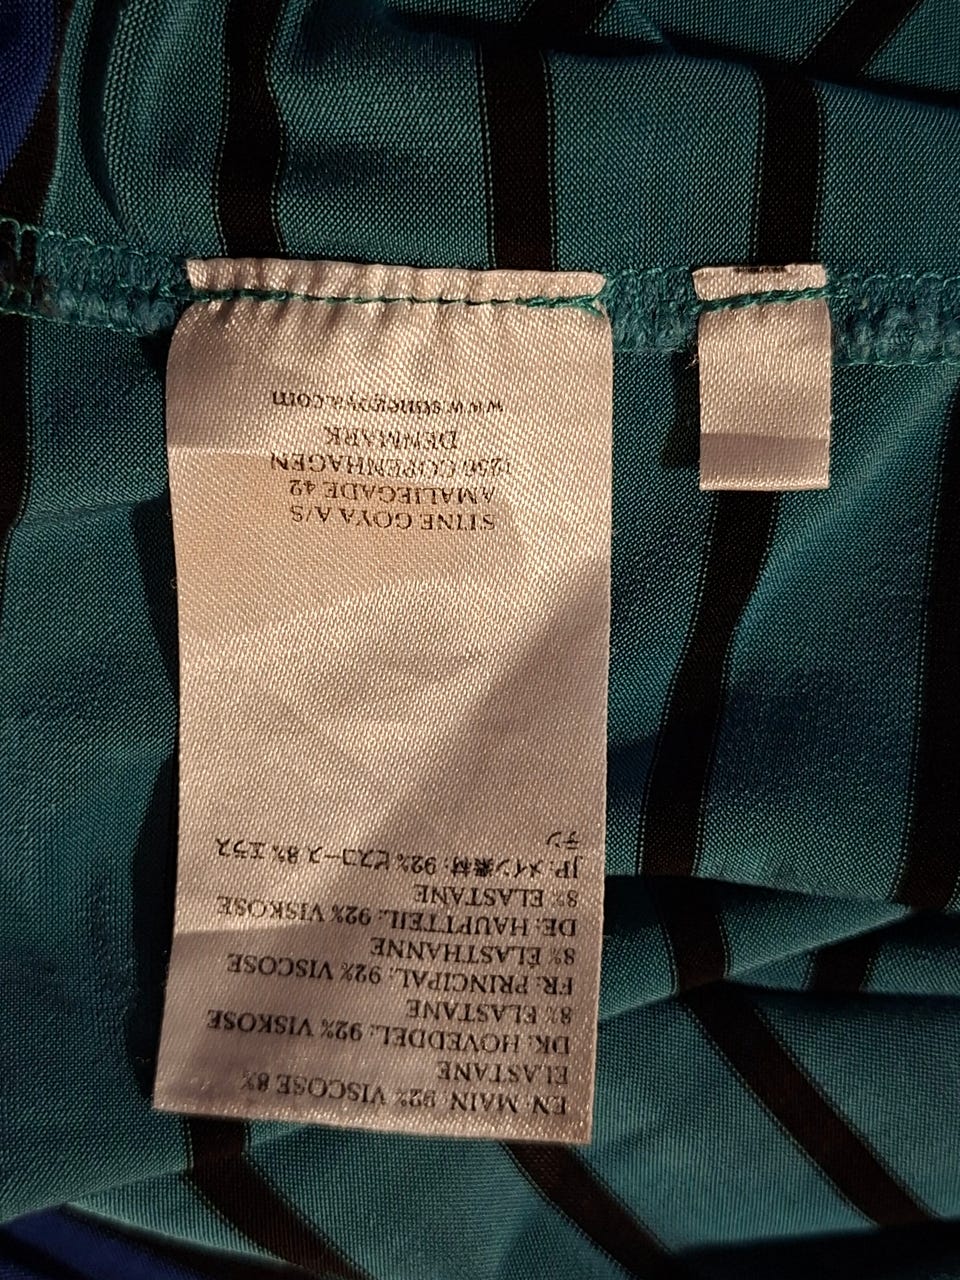 EN: MAIN 92% VISCOSE 8%
ELASTANE
DK: HOVEDDEL: 92% VISKOSE
8% ELASTANE
FR: PRINCIPAL: 92% VISCOSE
8% ÉLASTHANNE
DE: HAUPTTEIL: 92% VISKOSE
8% ELASTANE
JP: メイン素材: 92% ビスコース 8% エラス
テン
STINE GOYA A/S
AMALIEGADE 42
1256 COPENHAGEN
DENMARK
www.stinegoya.com